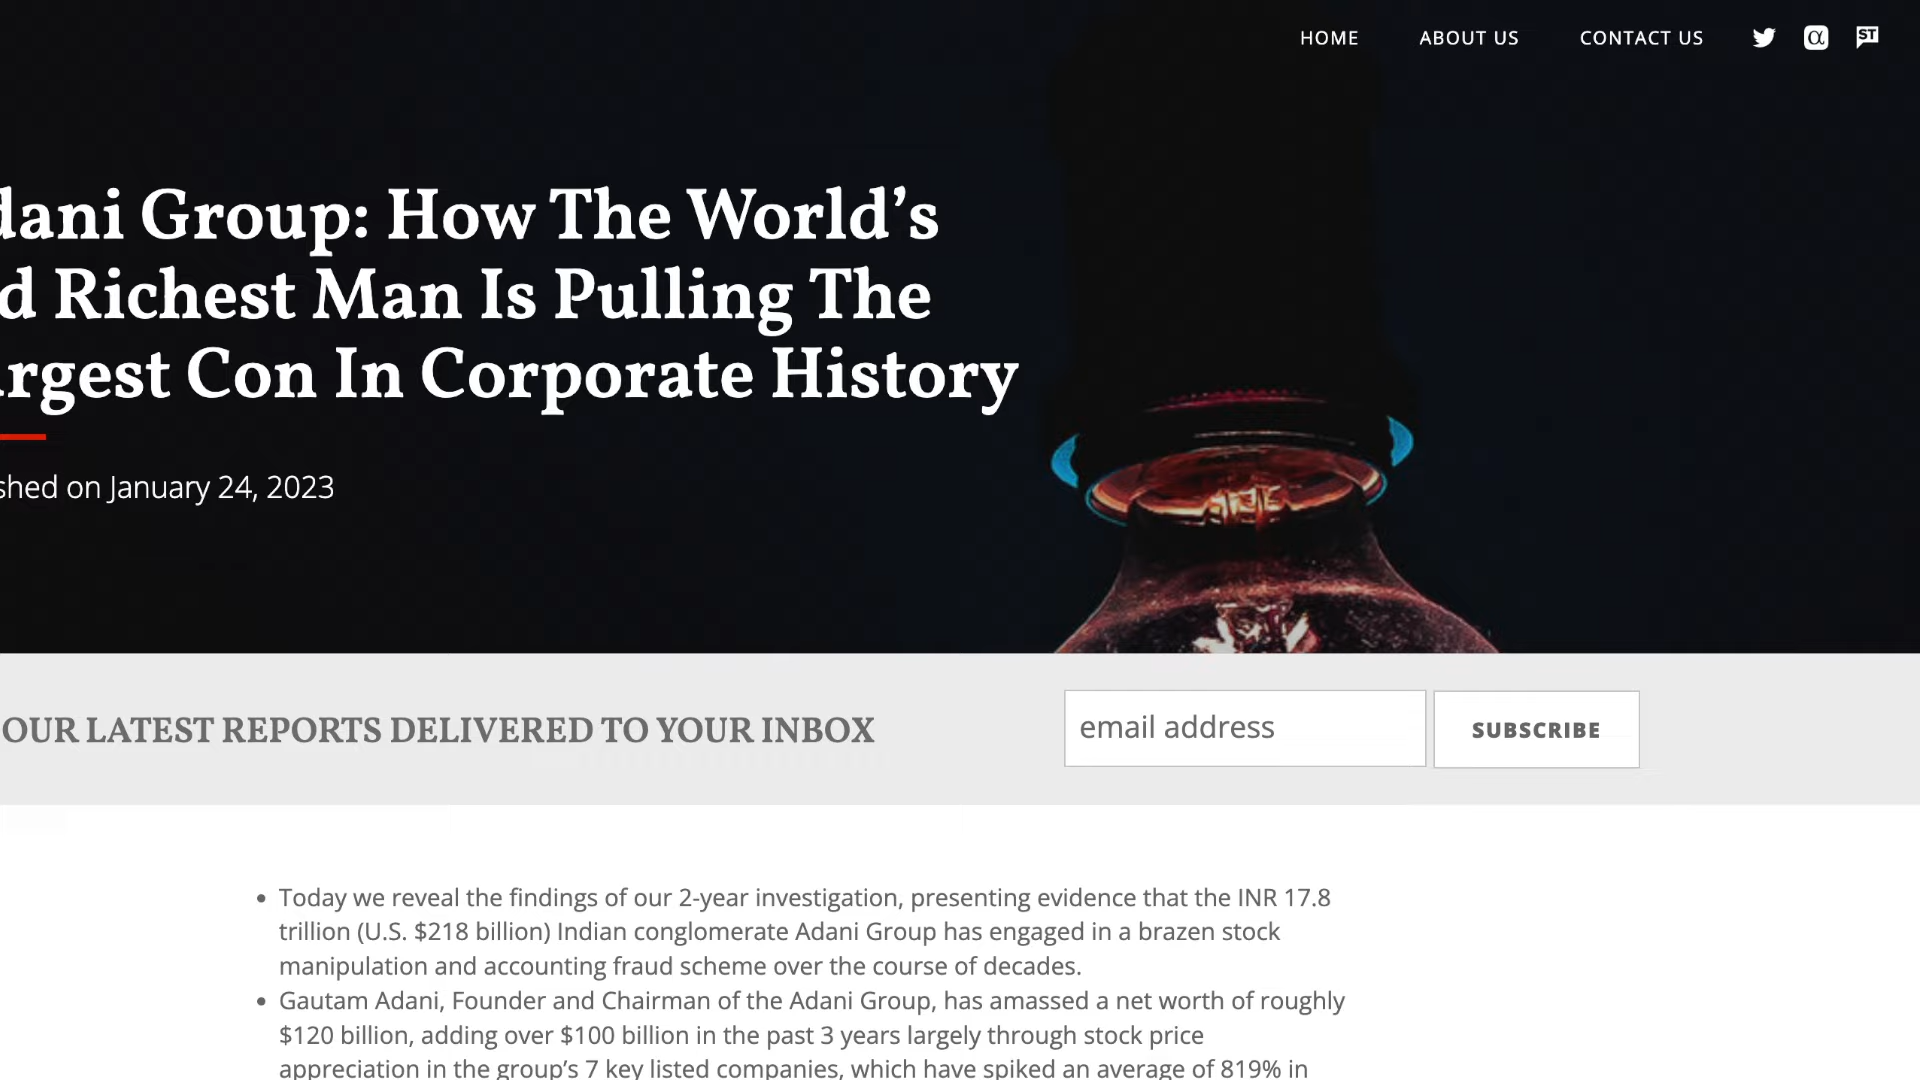 HOME ABOUT US CONTACT US α ST
dani Group: How The World’s
d Richest Man Is Pulling The
rgest Con In Corporate History
shed on January 24, 2023
OUR LATEST REPORTS DELIVERED TO YOUR INBOX
email address SUBSCRIBE
• Today we reveal the findings of our 2-year investigation, presenting evidence that the INR 17.8
trillion (U.S. $218 billion) Indian conglomerate Adani Group has engaged in a brazen stock
manipulation and accounting fraud scheme over the course of decades.
• Gautam Adani, Founder and Chairman of the Adani Group, has amassed a net worth of roughly
$120 billion, adding over $100 billion in the past 3 years largely through stock price
appreciation in the group’s 7 key listed companies, which have spiked an average of 819% in